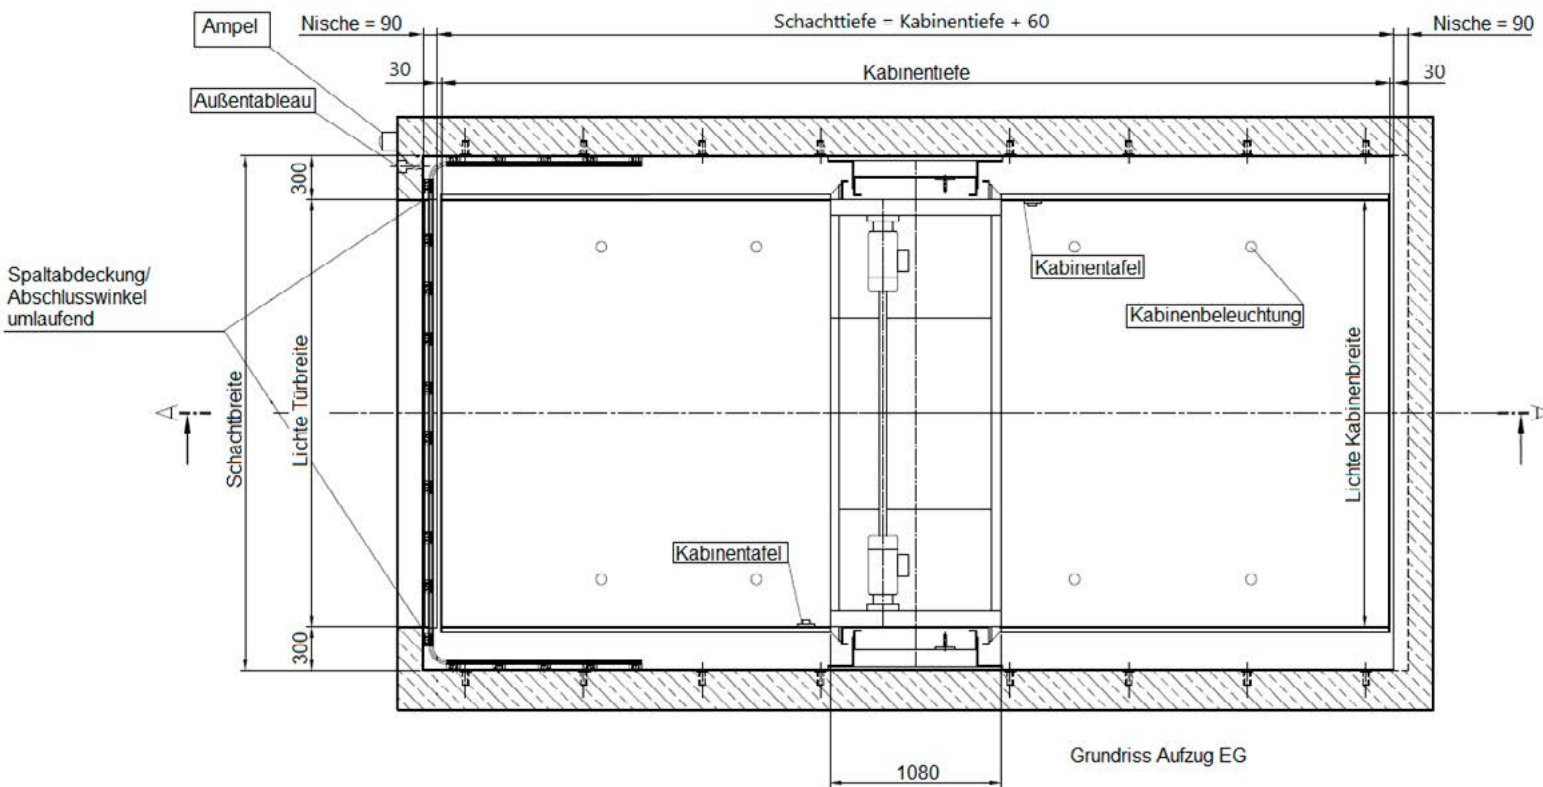 Ampel
Nische = 90
Schachttiefe - Kabinentiefe + 60
Nische = 90
30
Kabinentiefe
30
Außentableau
300
Kabinentafel
Spaltabdeckung/
Abschlusswinkel
umlaufend
Kabinenbeleuchtung
Schachtbreite
Lichte Türbreite
Lichte Kabinenbreite
A
A
Kabinentafel
300
Grundriss Aufzug EG
1080